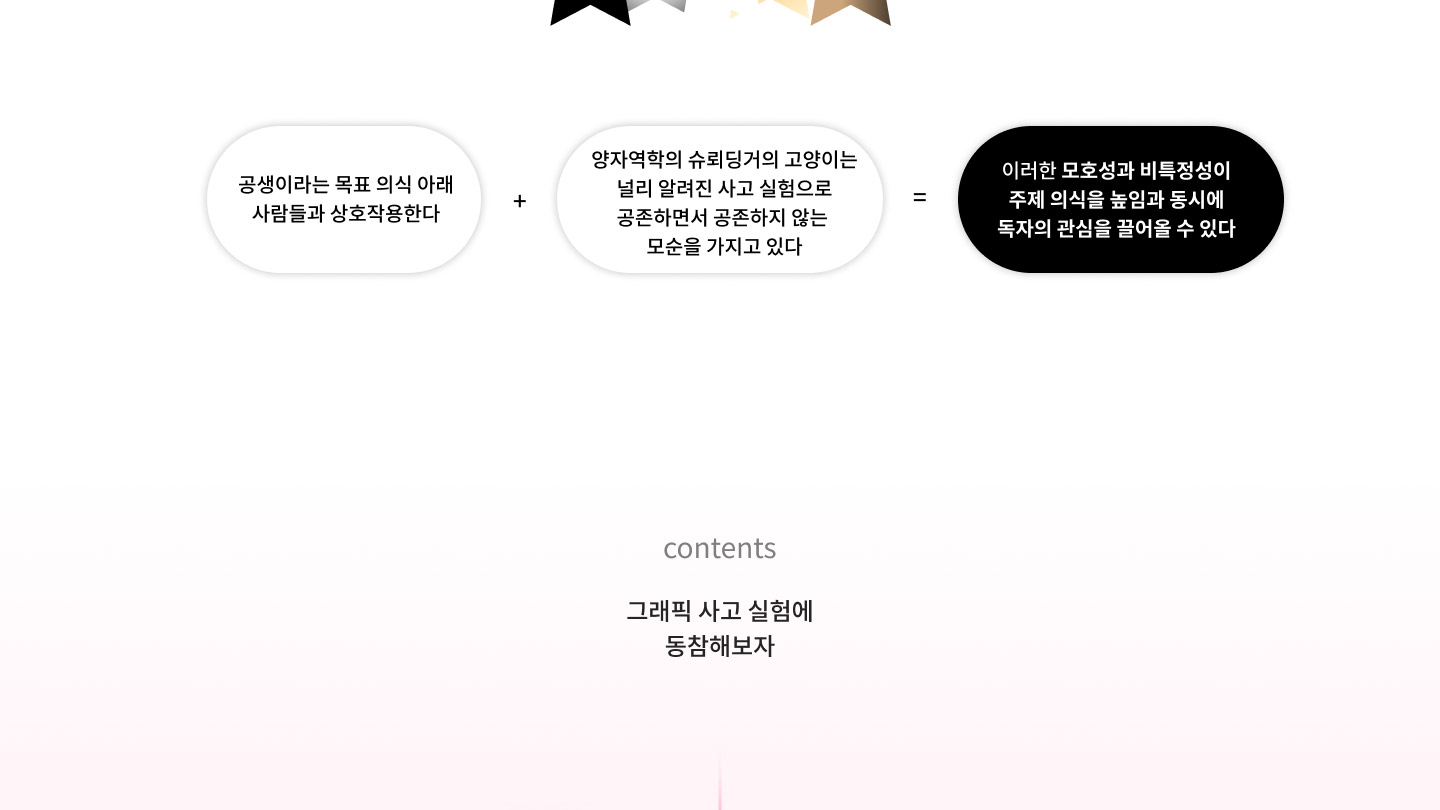 공생이라는 목표 의식 아래
사람들과 상호작용한다
+
양자역학의 슈뢰딩거의 고양이는
널리 알려진 사고 실험으로
공존하면서 공존하지 않는
모순을 가지고 있다
=
이러한 모호성과 비특정성이
주제 의식을 높임과 동시에
독자의 관심을 끌어올 수 있다
contents
그래픽 사고 실험에
동참해보자